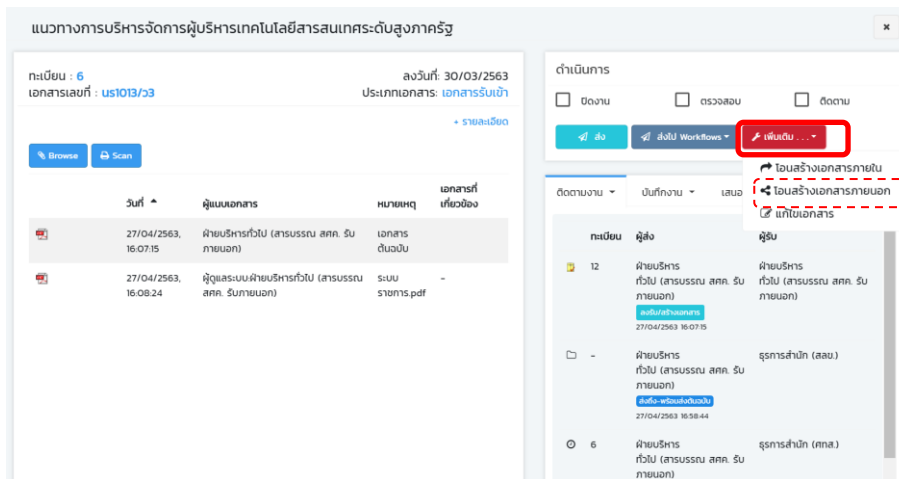 แนวทางการบริหารจัดการผู้บริหารเทคโนโลยีสารสนเทศระดับสูงภาครัฐ
×
ทะเบียน : 6
ลงวันที่: 30/03/2563
เอกสารเลขที่ : นร1013/ว3
ประเภทเอกสาร: เอกสารรับเข้า
+ รายละเอียด
Browse
Scan
วันที่
ผู้แนบเอกสาร
หมายเหตุ
เอกสารที่
เกี่ยวข้อง
27/04/2563,
16:07:15
ฝ่ายบริหารทั่วไป (สารบรรณ สศค. รับ
ภายนอก)
เอกสาร
ต้นฉบับ
27/04/2563,
16:08:24
ผู้ดูแลระบบฝ่ายบริหารทั่วไป (สารบรรณ
สศค. รับภายนอก)
ระบบ
ราชการ.pdf
-
ดำเนินการ
ปิดงาน
ตรวจสอบ
ติดตาม
ส่ง
ส่งไป Workflows
เพิ่มเติม . . .
โอนสร้างเอกสารภายใน
โอนสร้างเอกสารภายนอก
แก้ไขเอกสาร
ติดตามงาน
บันทึกงาน
เสนอ
ทะเบียน
ผู้ส่ง
ผู้รับ
12
ฝ่ายบริหาร
ทั่วไป (สารบรรณ สศค. รับ
ภายนอก)
ลงรับ/สร้างเอกสาร
27/04/2563 16:07:15
ฝ่ายบริหาร
ทั่วไป (สารบรรณ สศค. รับ
ภายนอก)
-
ฝ่ายบริหาร
ทั่วไป (สารบรรณ สศค. รับ
ภายนอก)
ส่งถึง-พร้อมส่งต้นฉบับ
27/04/2563 16:58:44
ธุรการสำนัก (สลข.)
6
ฝ่ายบริหาร
ทั่วไป (สารบรรณ สศค. รับ
ภายนอก)
ธุรการสำนัก (ศทส.)